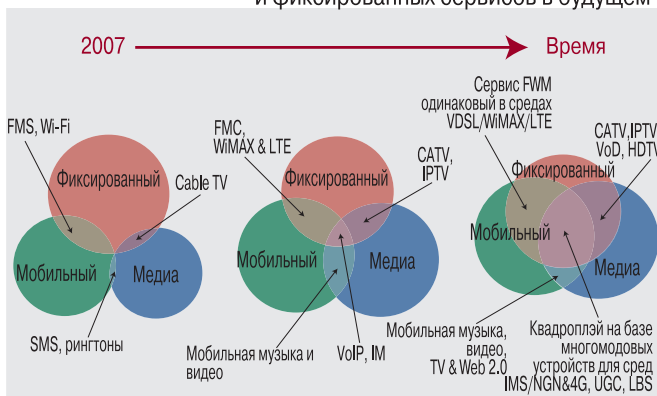 и фиксированных сервисов в будущем
2007
Время
FMS, Wi-Fi
Фиксированный
Cable TV
Мобильный
Медиа
SMS, рингтоны
FMC,
WiMAX & LTE
CATV,
IPTV
Фиксированный
Мобильный
Медиа
Мобильная музыка и
видео
VoIP, IM
Сервис FWM
одинаковый в средах
VDSL/WiMAX/LTE
CATV,IPTV
VoD, HDTV
Фиксированный
Мобильный
Медиа
Мобильная музыка,
видео,
TV & Web 2.0
Квадроплэй на базе
многомодовых
устройств для сред
IMS/NGN&4G, UGC, LBS